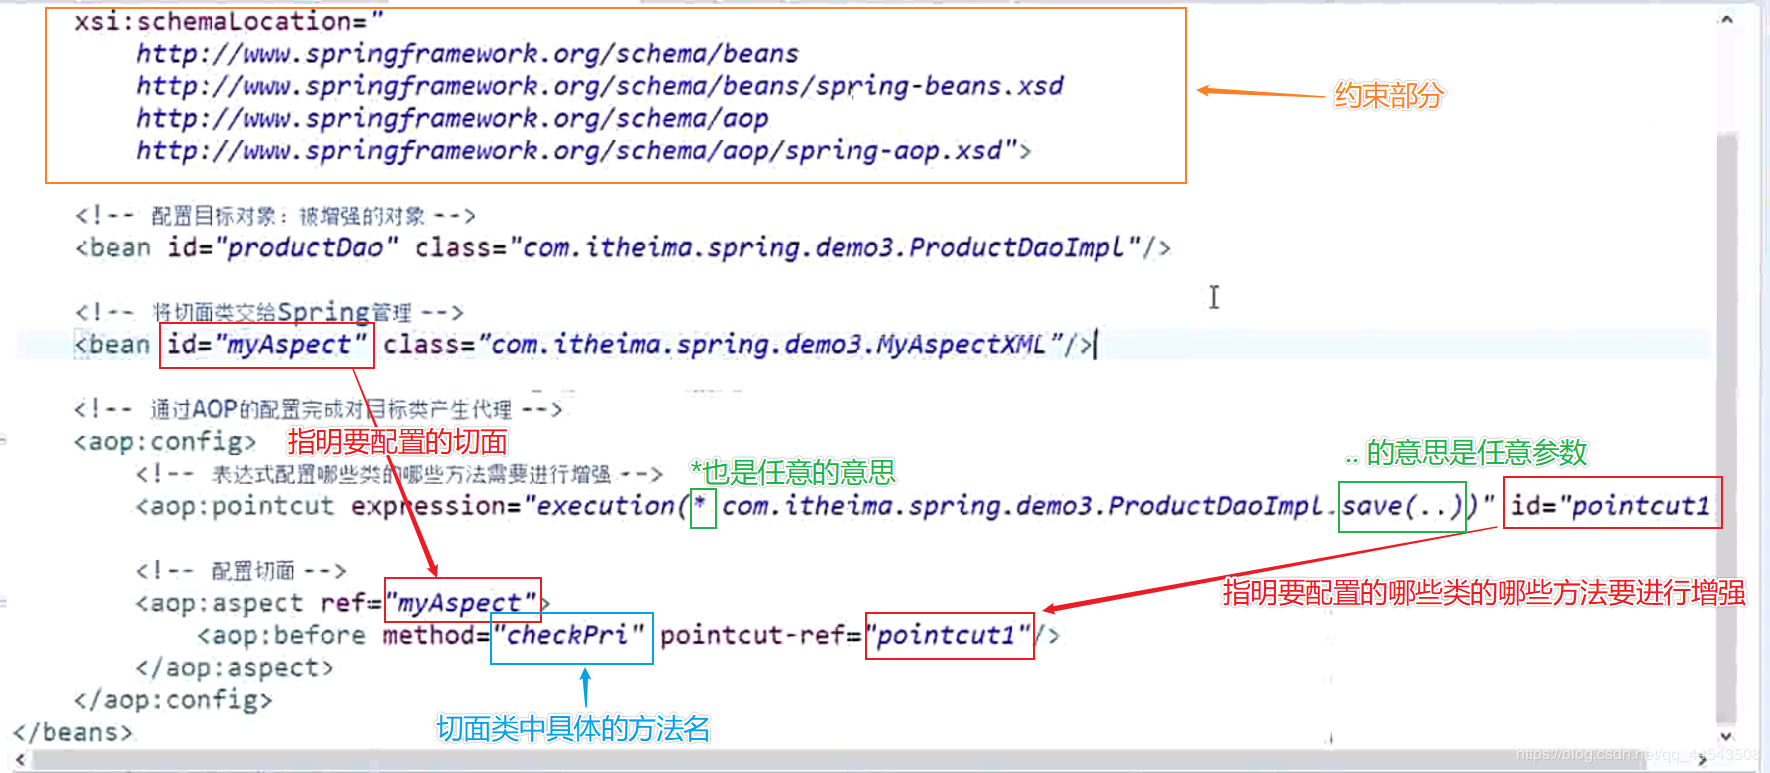 xsi:schemaLocation="
http://www.springframework.org/schema/beans
http://www.springframework.org/schema/beans/spring-beans.xsd
http://www.springframework.org/schema/aop
http://www.springframework.org/schema/aop/spring-aop.xsd">
约束部分
<!-- 配置目标对象：被增强的对象 -->
<bean id="productDao" class="com.itheima.spring.demo3.ProductDaoImpl"/>
<!-- 将切面类交给Spring管理 -->
<bean id="myAspect" class="com.itheima.spring.demo3.MyAspectXML"/>
<!-- 通过AOP的配置完成对目标类产生代理 -->
<aop:config>
指明要配置的切面
.. 的意思是任意参数
<!-- 表达式配置哪些类的哪些方法需要进行增强 -->
*也是任意的意思
<aop:pointcut expression="execution(* com.itheima.spring.demo3.ProductDaoImpl.save(..))" id="pointcut1
<!-- 配置切面 -->
指明要配置的哪些类的哪些方法要进行增强
<aop:aspect ref="myAspect">
<aop:before method="checkPri" pointcut-ref="pointcut1"/>
</aop:aspect>
</aop:config>
切面类中具体的方法名
</beans>